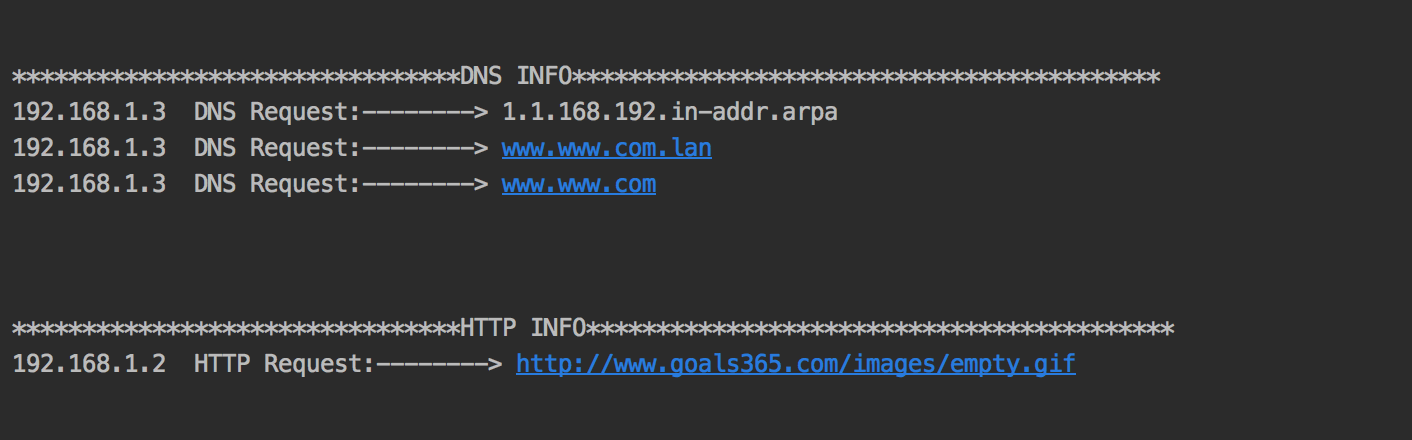 ********************************DNS INFO******************************************
192.168.1.3  DNS Request:--------> 1.1.168.192.in-addr.arpa
192.168.1.3  DNS Request:--------> www.www.com.lan
192.168.1.3  DNS Request:--------> www.www.com
********************************HTTP INFO******************************************
192.168.1.2  HTTP Request:--------> http://www.goals365.com/images/empty.gif